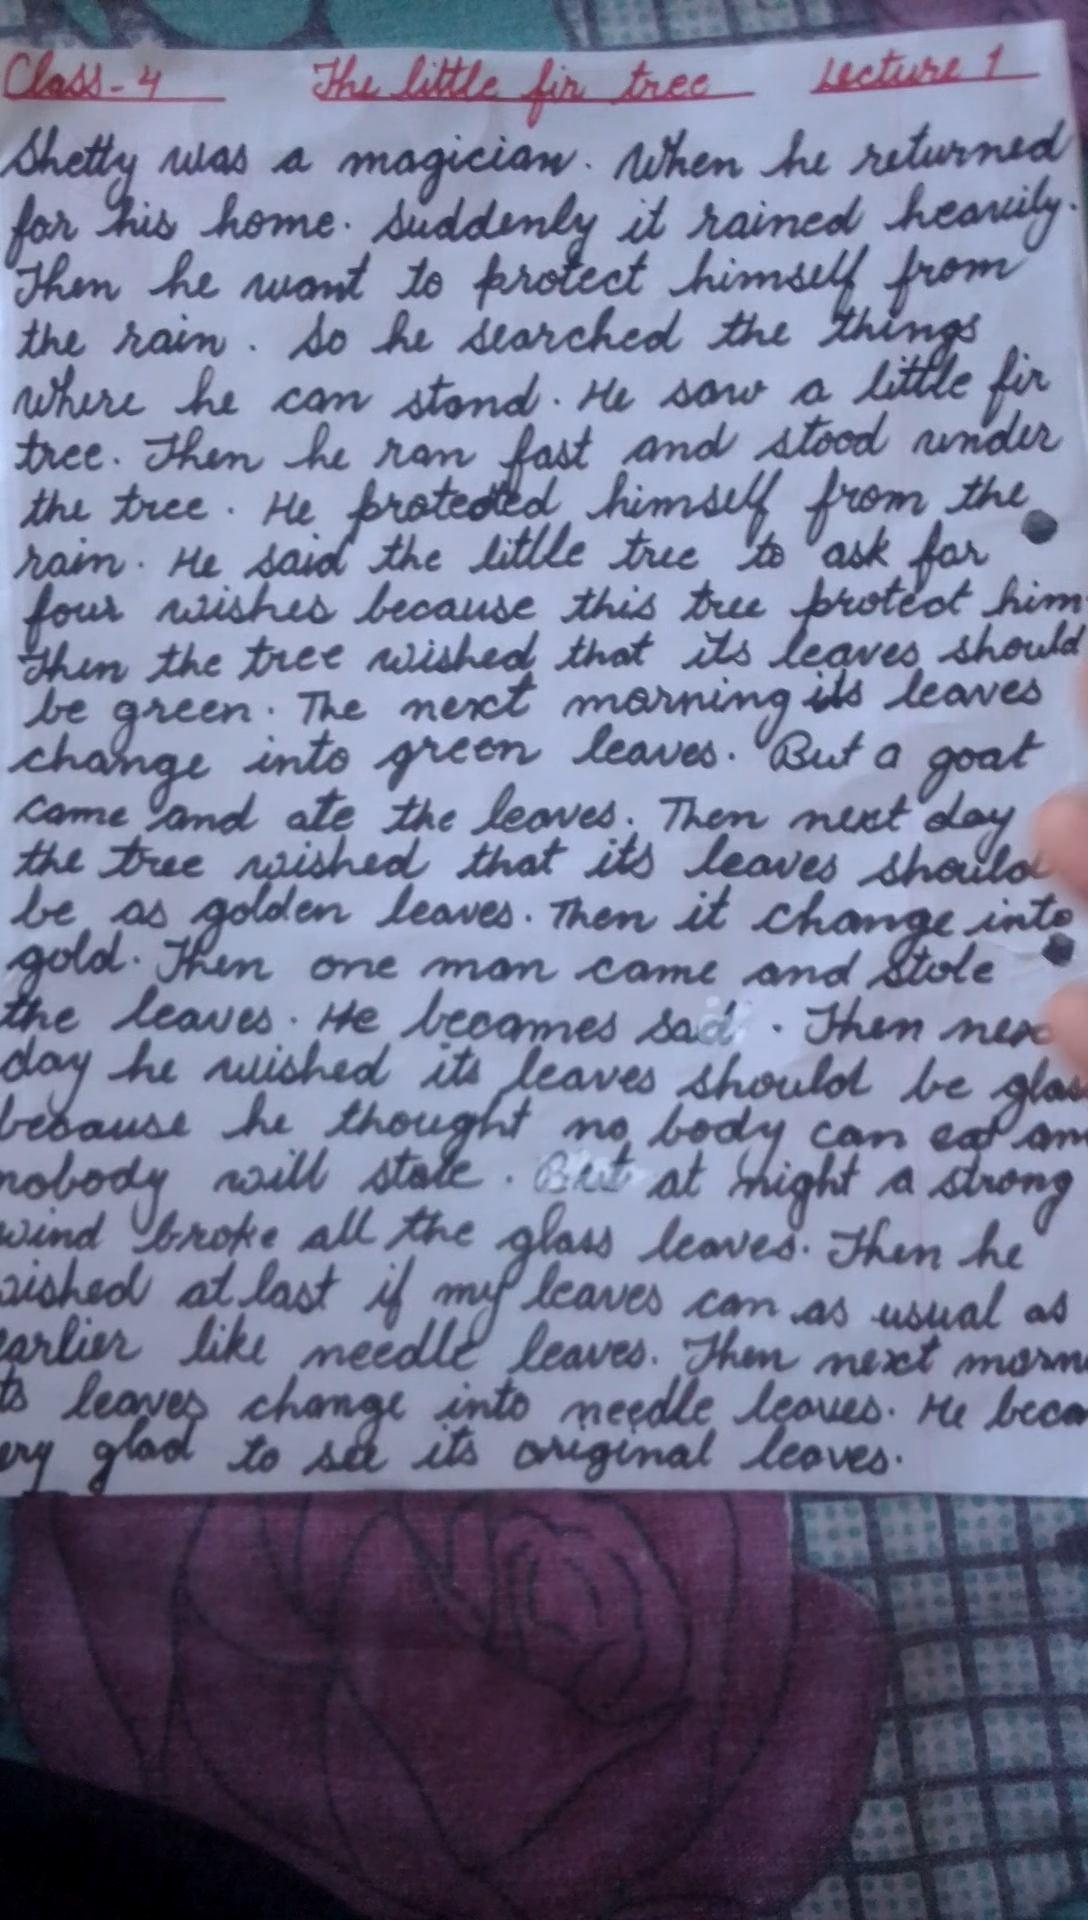 Class-4 The little fir tree Lecture 1
Shetty was a magician. When he returned
for his home. Suddenly it rained heavily.
Then he want to protect himself from
the rain. So he searched the things
where he can stand. He saw a little fir
tree. Then he ran fast and stood under
the tree. He protected himself from the
rain. He said the little tree to ask for
four wishes because this tree protect him
Then the tree wished that its leaves should
be green. The next morning its leaves
change into green leaves. But a goat
came and ate the leaves. Then next day
the tree wished that its leaves should
be as golden leaves. Then it change into
gold. Then one man came and stole
the leaves. He becomes sad. Then nex
day he wished its leaves should be glas
because he thought no body can eat an
nobody will stole. But at night a strong
wind broke all the glass leaves. Then he
ished at last if my leaves can as usual as
earlier like needle leaves. Then next morn
ts leaves change into needle leaves. He beca
ery glad to see its original leaves.